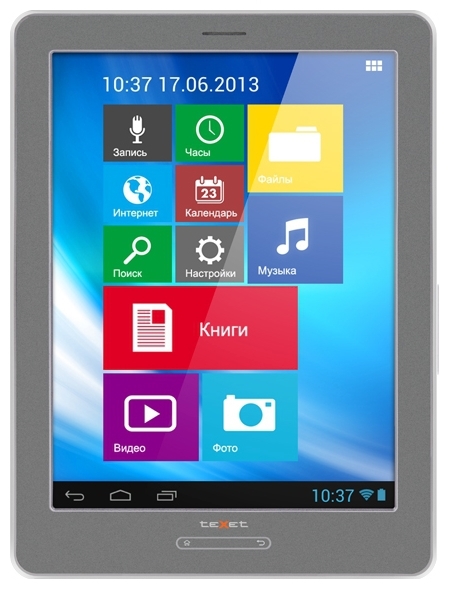 10:37 17.06.2013
Запись
Часы
Файлы
Интернет
23
Календарь
Поиск
Настройки
Музыка
Книги
Видео
Фото
10:37
teXet